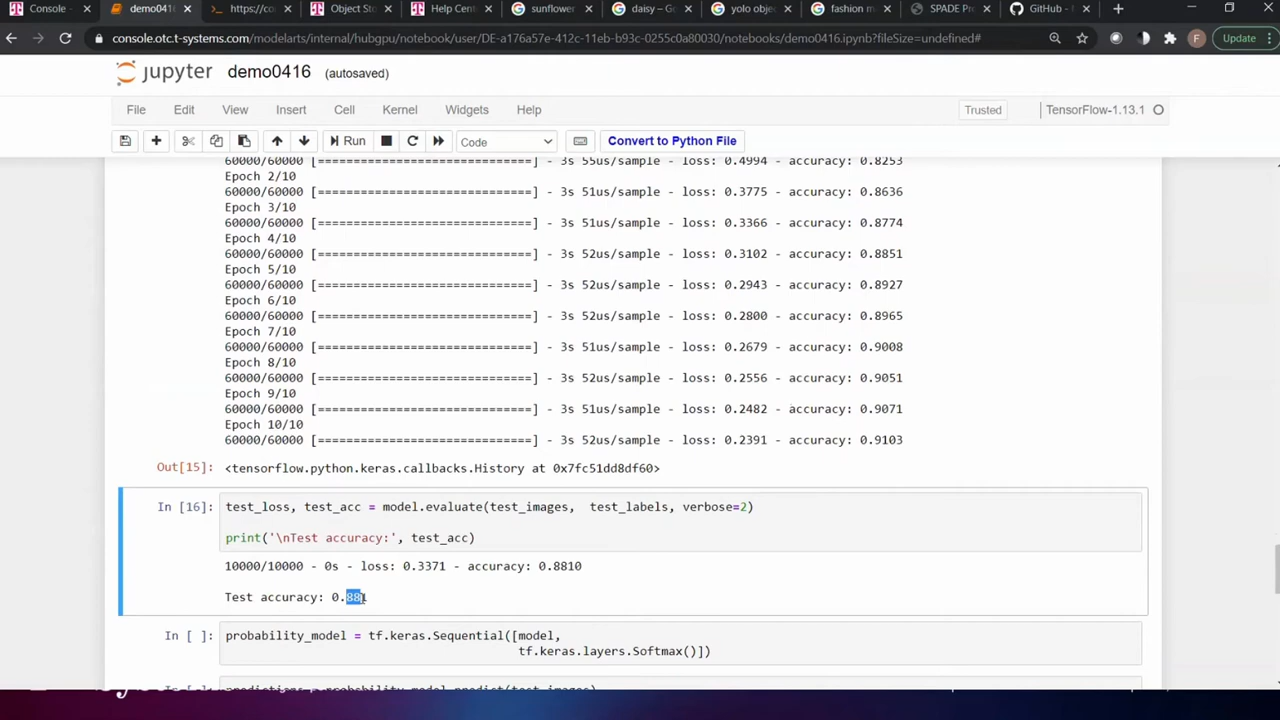 Console
demo0416
https://co
Object Sto
Help Cent
sunflower
daisy – Go
yolo obje
fashion m
SPADE Pro
GitHub - N
console.otc.t-systems.com/modelarts/internal/hubgpu/notebook/user/DE-a176a57e-412c-11eb-b93c-0255c0a80030/notebooks/demo0416.ipynb?fileSize=undefined#
F
Update
jupyter demo0416 (autosaved)
File Edit View Insert Cell Kernel Widgets Help Trusted TensorFlow-1.13.1
Run Code Convert to Python File
60000/60000 [==============================] - 3s 55us/sample - loss: 0.4994 - accuracy: 0.8253
Epoch 2/10
60000/60000 [==============================] - 3s 51us/sample - loss: 0.3775 - accuracy: 0.8636
Epoch 3/10
60000/60000 [==============================] - 3s 51us/sample - loss: 0.3366 - accuracy: 0.8774
Epoch 4/10
60000/60000 [==============================] - 3s 52us/sample - loss: 0.3102 - accuracy: 0.8851
Epoch 5/10
60000/60000 [==============================] - 3s 52us/sample - loss: 0.2943 - accuracy: 0.8927
Epoch 6/10
60000/60000 [==============================] - 3s 52us/sample - loss: 0.2800 - accuracy: 0.8965
Epoch 7/10
60000/60000 [==============================] - 3s 51us/sample - loss: 0.2679 - accuracy: 0.9008
Epoch 8/10
60000/60000 [==============================] - 3s 52us/sample - loss: 0.2556 - accuracy: 0.9051
Epoch 9/10
60000/60000 [==============================] - 3s 51us/sample - loss: 0.2482 - accuracy: 0.9071
Epoch 10/10
60000/60000 [==============================] - 3s 52us/sample - loss: 0.2391 - accuracy: 0.9103
Out[15]: <tensorflow.python.keras.callbacks.History at 0x7fc51dd8df60>
In [16]: test_loss, test_acc = model.evaluate(test_images, test_labels, verbose=2)
print('\nTest accuracy:', test_acc)
10000/10000 - 0s - loss: 0.3371 - accuracy: 0.8810
Test accuracy: 0.881
In [ ]: probability_model = tf.keras.Sequential([model,
tf.keras.layers.Softmax()])
predictions = probability_model.predict(test_images)